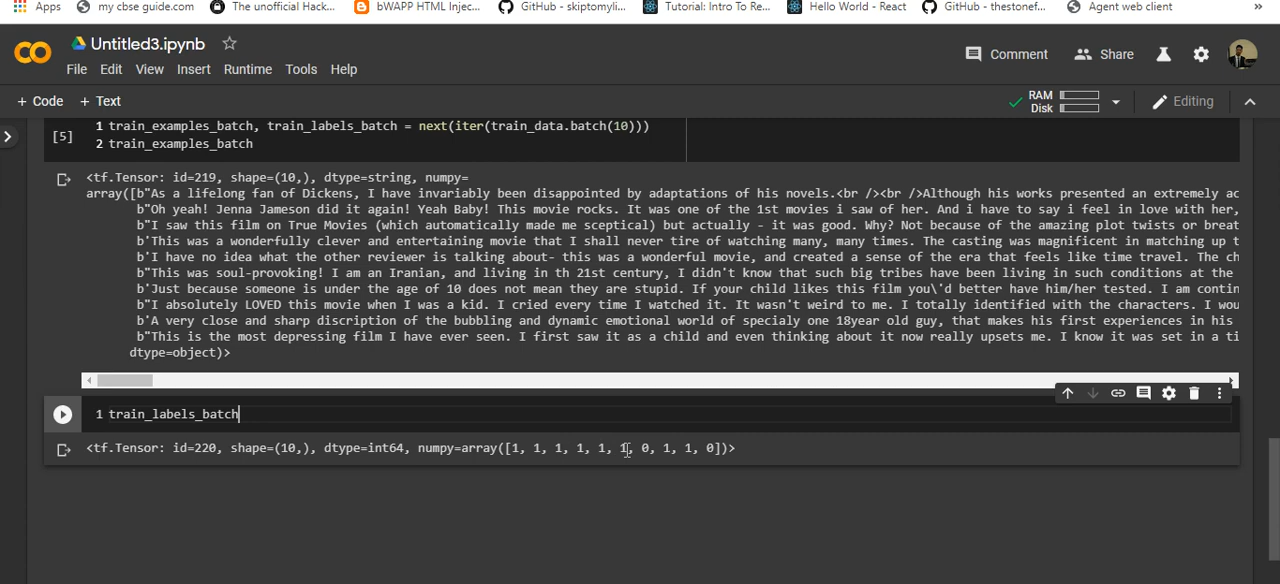 Apps my cbse guide.com The unofficial Hack... bWAPP HTML Injec... GitHub - skiptomyli... Tutorial: Intro To Re... Hello World - React GitHub - thestonef... Agent web client »
CO Untitled3.ipynb
Comment Share
File Edit View Insert Runtime Tools Help
+ Code + Text
RAM
Disk
Editing
[5]
1 train_examples_batch, train_labels_batch = next(iter(train_data.batch(10)))
2 train_examples_batch
<tf.Tensor: id=219, shape=(10,), dtype=string, numpy=
array([b"As a lifelong fan of Dickens, I have invariably been disappointed by adaptations of his novels.<br /><br />Although his works presented an extremely ac
b"Oh yeah! Jenna Jameson did it again! Yeah Baby! This movie rocks. It was one of the 1st movies i saw of her. And i have to say i feel in love with her,
b"I saw this film on True Movies (which automatically made me sceptical) but actually - it was good. Why? Not because of the amazing plot twists or breat
b'This was a wonderfully clever and entertaining movie that I shall never tire of watching many, many times. The casting was magnificent in matching up t
b'I have no idea what the other reviewer is talking about- this was a wonderful movie, and created a sense of the era that feels like time travel. The ch
b"This was soul-provoking! I am an Iranian, and living in th 21st century, I didn't know that such big tribes have been living in such conditions at the
b'Just because someone is under the age of 10 does not mean they are stupid. If your child likes this film you\'d better have him/her tested. I am contin
b"I absolutely LOVED this movie when I was a kid. I cried every time I watched it. It wasn't weird to me. I totally identified with the characters. I wou
b'A very close and sharp discription of the bubbling and dynamic emotional world of specialy one 18year old guy, that makes his first experiences in his
b"This is the most depressing film I have ever seen. I first saw it as a child and even thinking about it now really upsets me. I know it was set in a ti
dtype=object)>
1 train_labels_batch
<tf.Tensor: id=220, shape=(10,), dtype=int64, numpy=array([1, 1, 1, 1, 1, 1, 0, 1, 1, 0])>